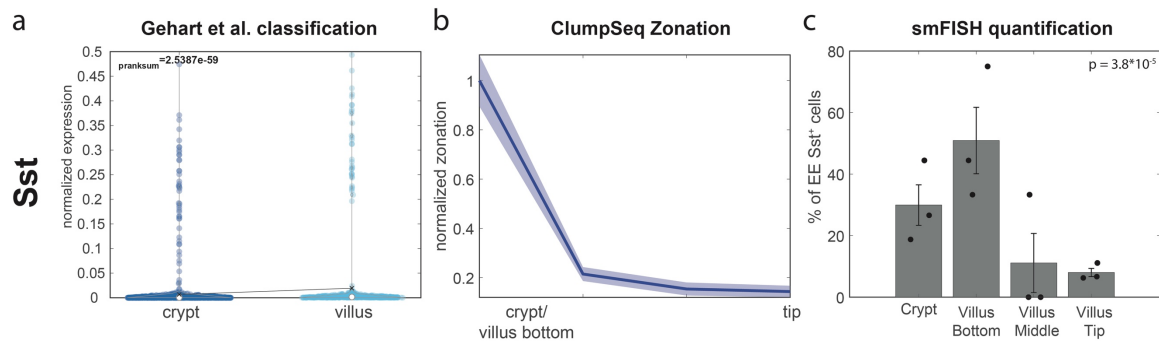 a
Gehart et al. classification
Sst
normalized expression
0.5
0.45
0.4
0.35
0.3
0.25
0.2
0.15
0.1
0.05
0
pranksum=2.5387e-59
crypt
villus
b
ClumpSeq Zonation
normalized zonation
1
0.8
0.6
0.4
0.2
crypt/
villus bottom
tip
c
smFISH quantification
% of EE Sst+ cells
80
60
40
20
0
p = 3.8*10-5
Crypt
Villus
Bottom
Villus
Middle
Villus
Tip